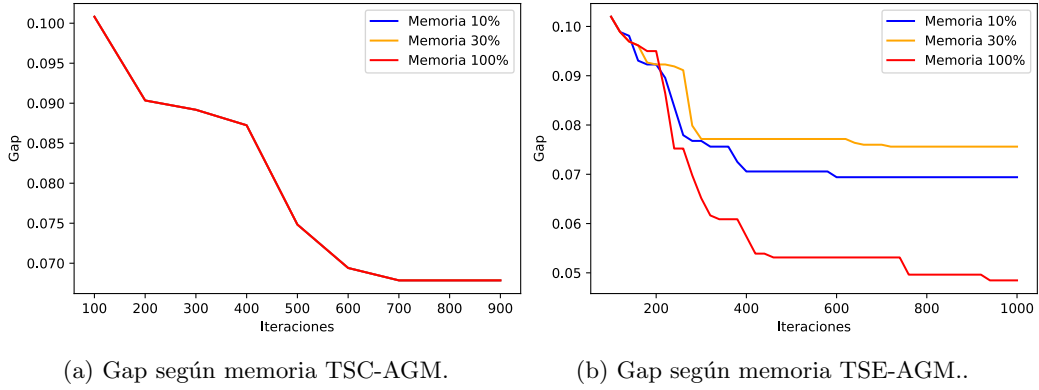 0.100
0.095
0.090
0.085
0.080
0.075
0.070
Gap
100 200 300 400 500 600 700 800 900
Iteraciones
Memoria 10%
Memoria 30%
Memoria 100%
(a) Gap según memoria TSC-AGM.
0.10
0.09
0.08
0.07
0.06
0.05
Gap
200 400 600 800 1000
Iteraciones
Memoria 10%
Memoria 30%
Memoria 100%
(b) Gap según memoria TSE-AGM..